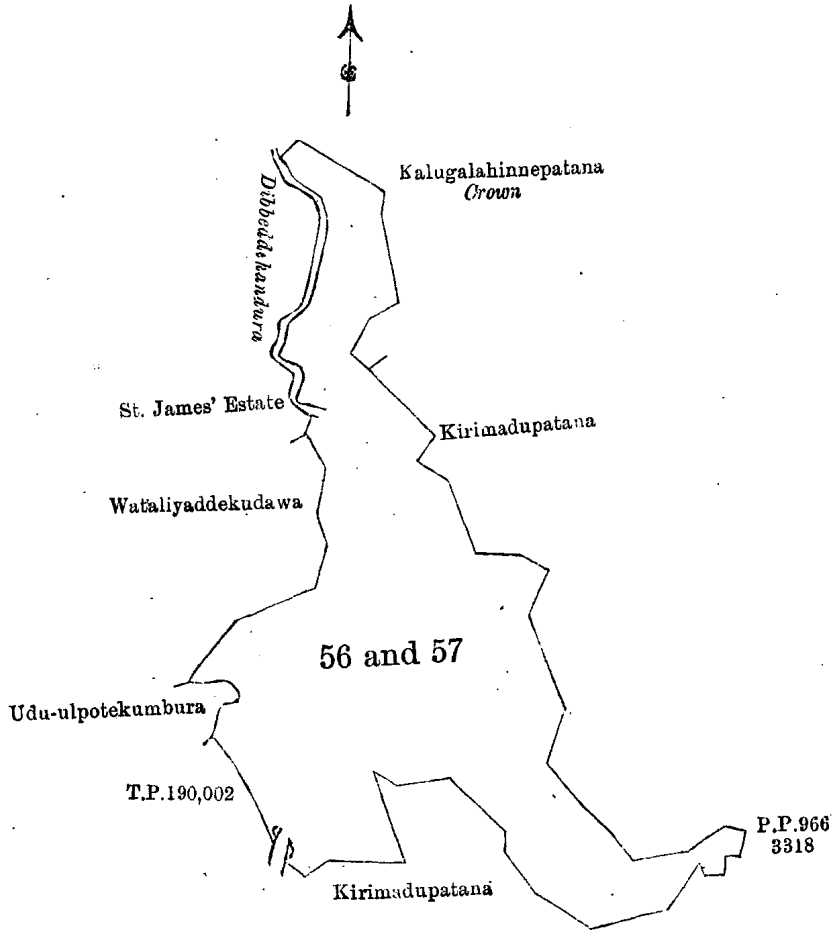 Kalugalahinnepatana
Crown
Dibbeddekandura
St. James' Estate
Kirimadupatana
Wataliyaddekudawa
56 and 57
Udu-ulpotekumbura
T.P.190,002
P.P.966
3318
Kirimadupatana